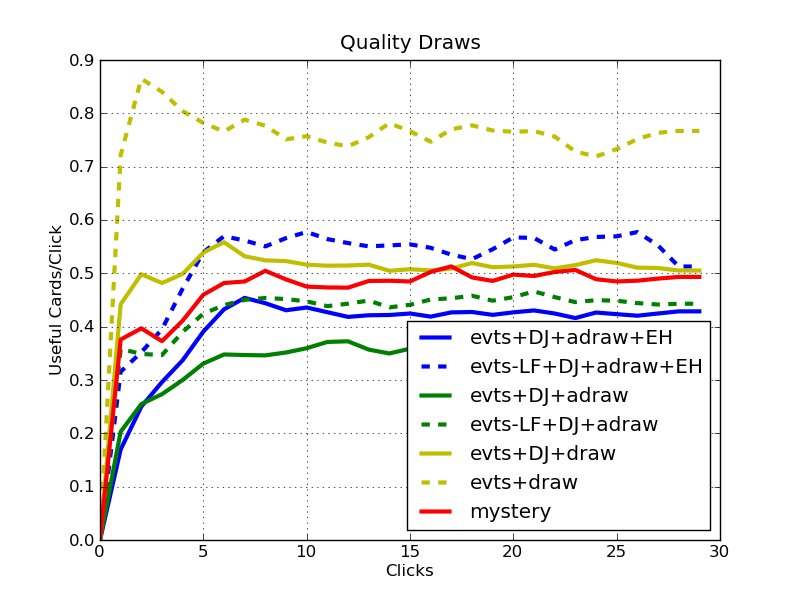 Quality Draws
0.9
0.8
0.7
0.6
0.5
0.4
0.3
0.2
0.1
0.0
Useful Cards/Click
evts+DJ+adraw+EH
evts-LF+DJ+adraw+EH
evts+DJ+adraw
evts-LF+DJ+adraw
evts+DJ+draw
evts+draw
mystery
0 5 10 15 20 25 30
Clicks